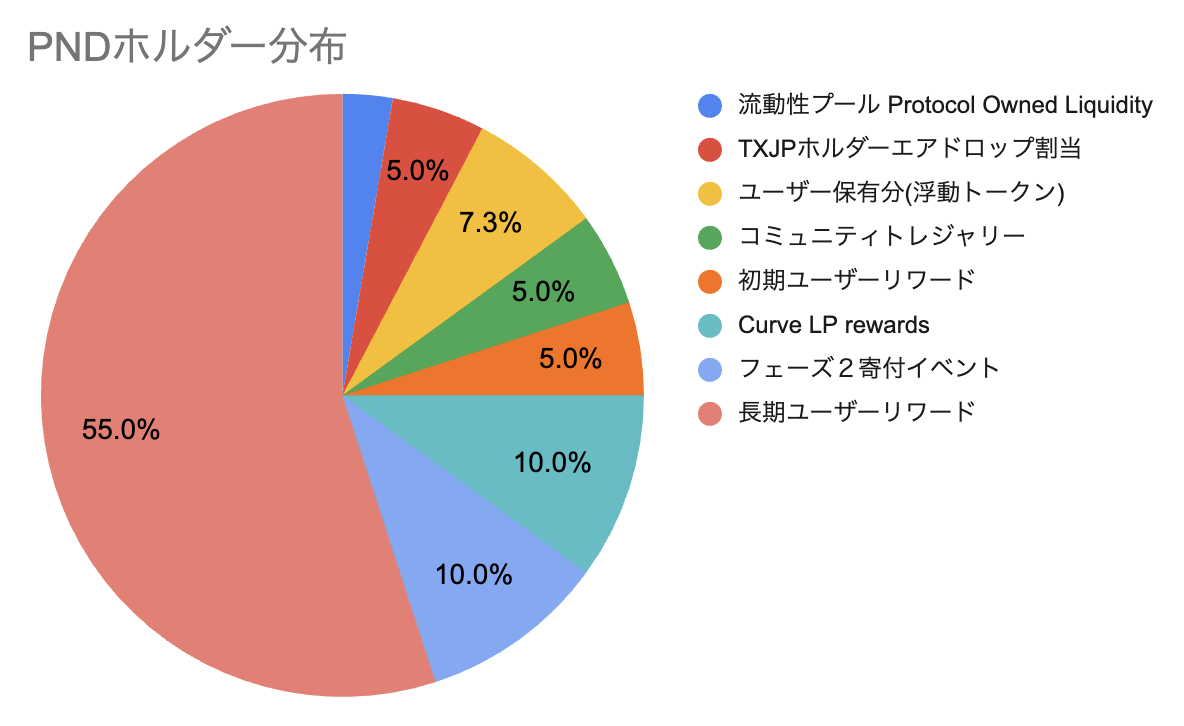 PNDホルダー分布
流動性プール Protocol Owned Liquidity
TXJPホルダーエアドロップ割当
ユーザー保有分(浮動トークン)
コミュニティトレジャリー
初期ユーザーリワード
Curve LP rewards
フェーズ２寄付イベント
長期ユーザーリワード
5.0%
7.3%
5.0%
5.0%
10.0%
10.0%
55.0%